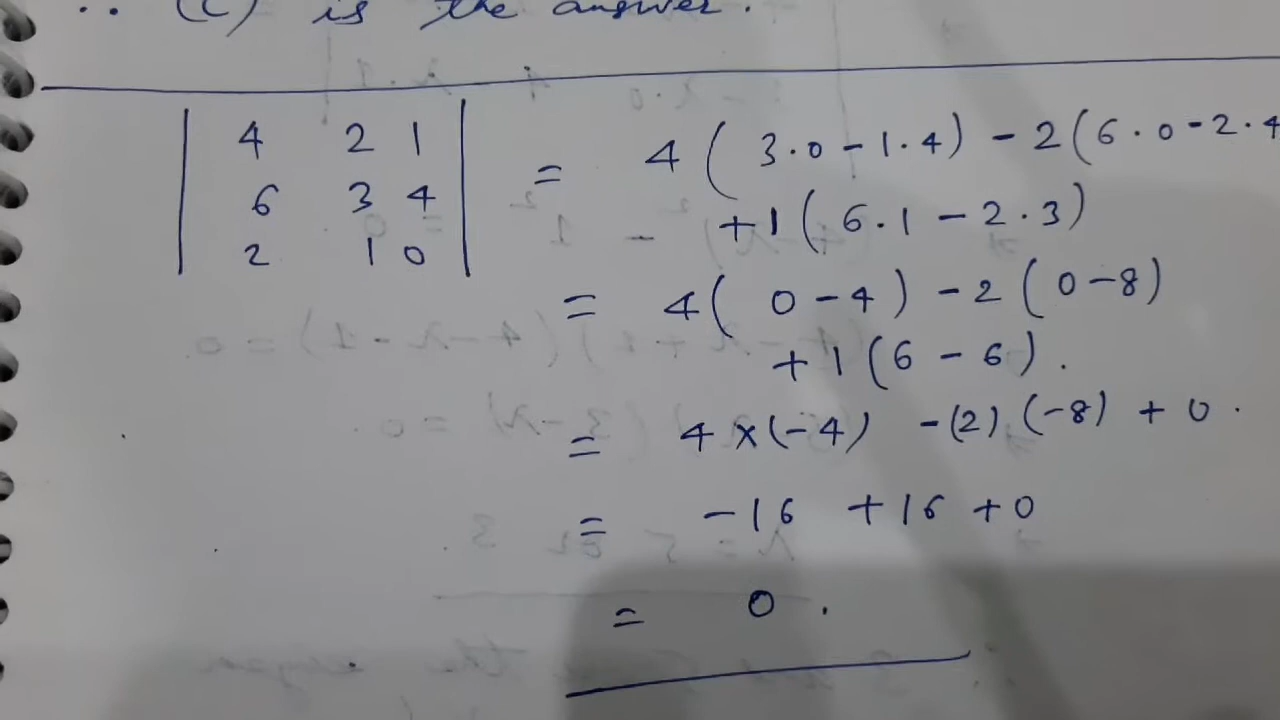 ∴ (C) is the answer.
| 4 2 1 | = 4 ( 3·0 - 1·4 ) - 2 ( 6·0 - 2·4
| 6 3 4 | + 1 ( 6·1 - 2·3 )
| 2 1 0 |
= 4 ( 0 - 4 ) - 2 ( 0 - 8 )
+ 1 ( 6 - 6 ) .
= 4 × (-4) - (2) (-8) + 0 .
= -16 + 16 + 0
= 0 .